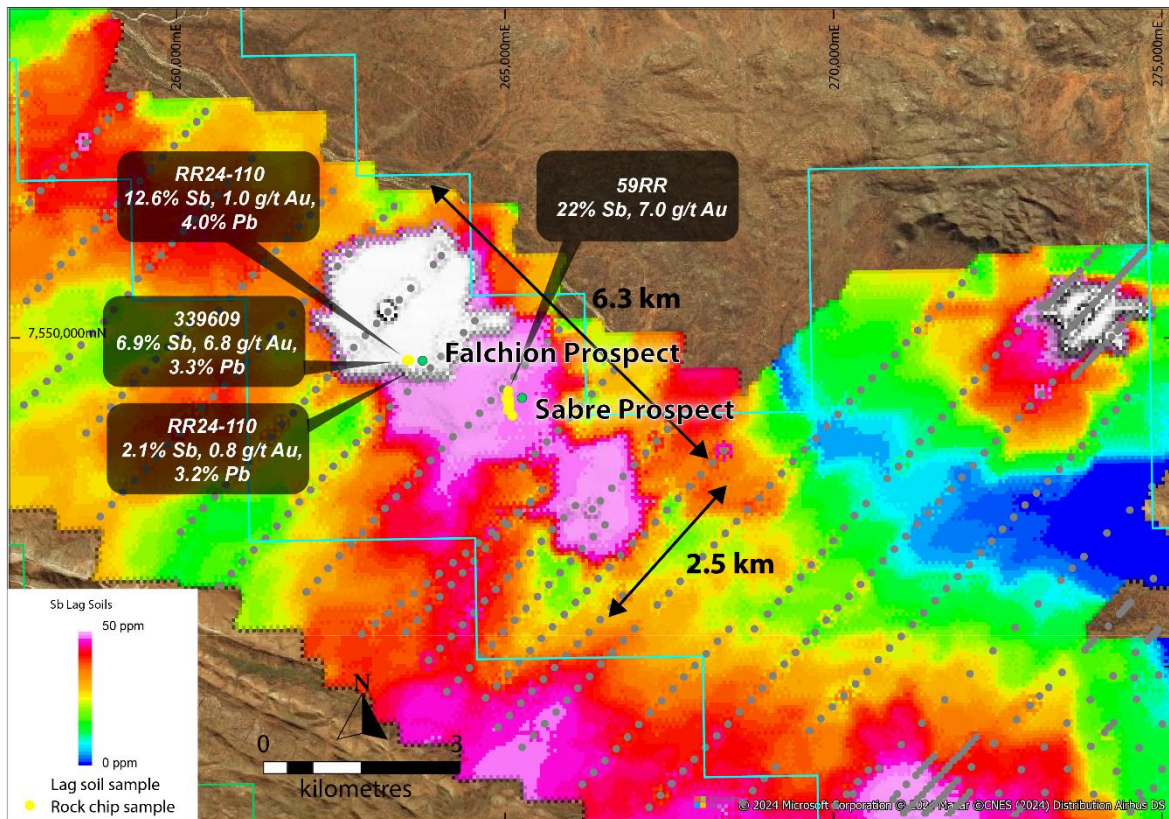 260,000mE
265,000mE
270,000mE
275,000mE
RR24-110
12.6% Sb, 1.0 g/t Au,
4.0% Pb
59RR
22% Sb, 7.0 g/t Au
6.3 km
7,550,000mN
339609
6.9% Sb, 6.8 g/t Au,
3.3% Pb
Falchion Prospect
Sabre Prospect
RR24-110
2.1% Sb, 0.8 g/t Au,
3.2% Pb
2.5 km
Sb Lag Soils
50 ppm
0 ppm
Lag soil sample
Rock chip sample
N
0
3
kilometres
© 2024 Microsoft Corporation © 2024 Maxar ©CNES (2024) Distribution Airbus DS